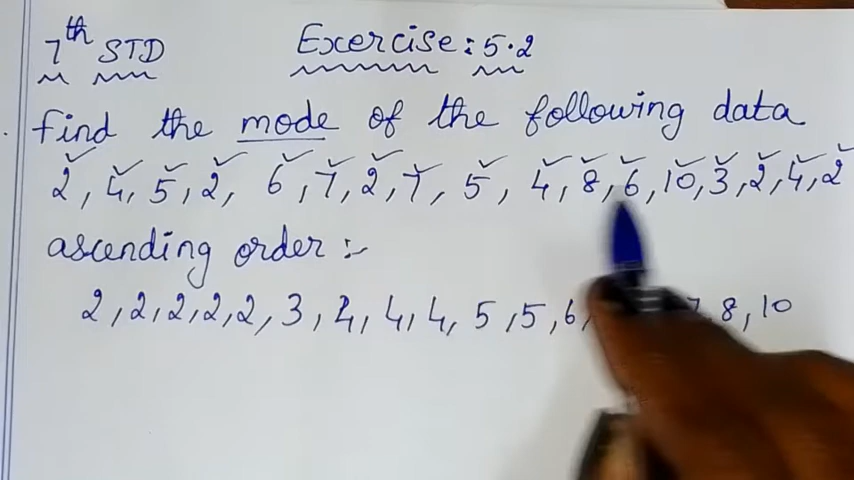 7th STD Exercise: 5.2
find the mode of the following data
2, 4, 5, 2, 6, 7, 2, 7, 5, 4, 8, 6, 10, 3, 2, 4, 2
ascending order :-
2, 2, 2, 2, 2, 3, 4, 4, 4, 5, 5, 6, 7, 8, 10